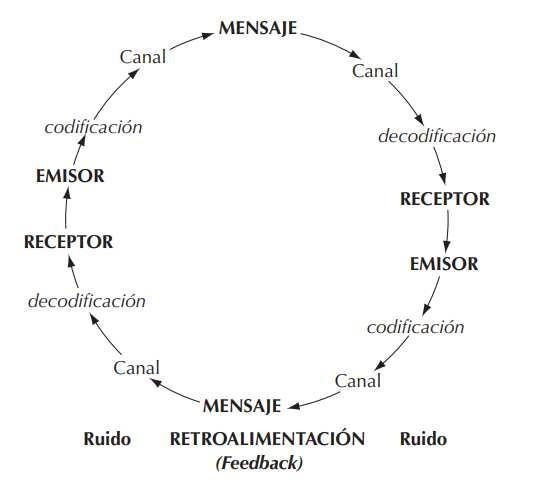 MENSAJE
Canal
Canal
codificación
decodificación
EMISOR
RECEPTOR
RECEPTOR
EMISOR
decodificación
codificación
Canal
Canal
MENSAJE
Ruido RETROALIMENTACIÓN Ruido
(Feedback)